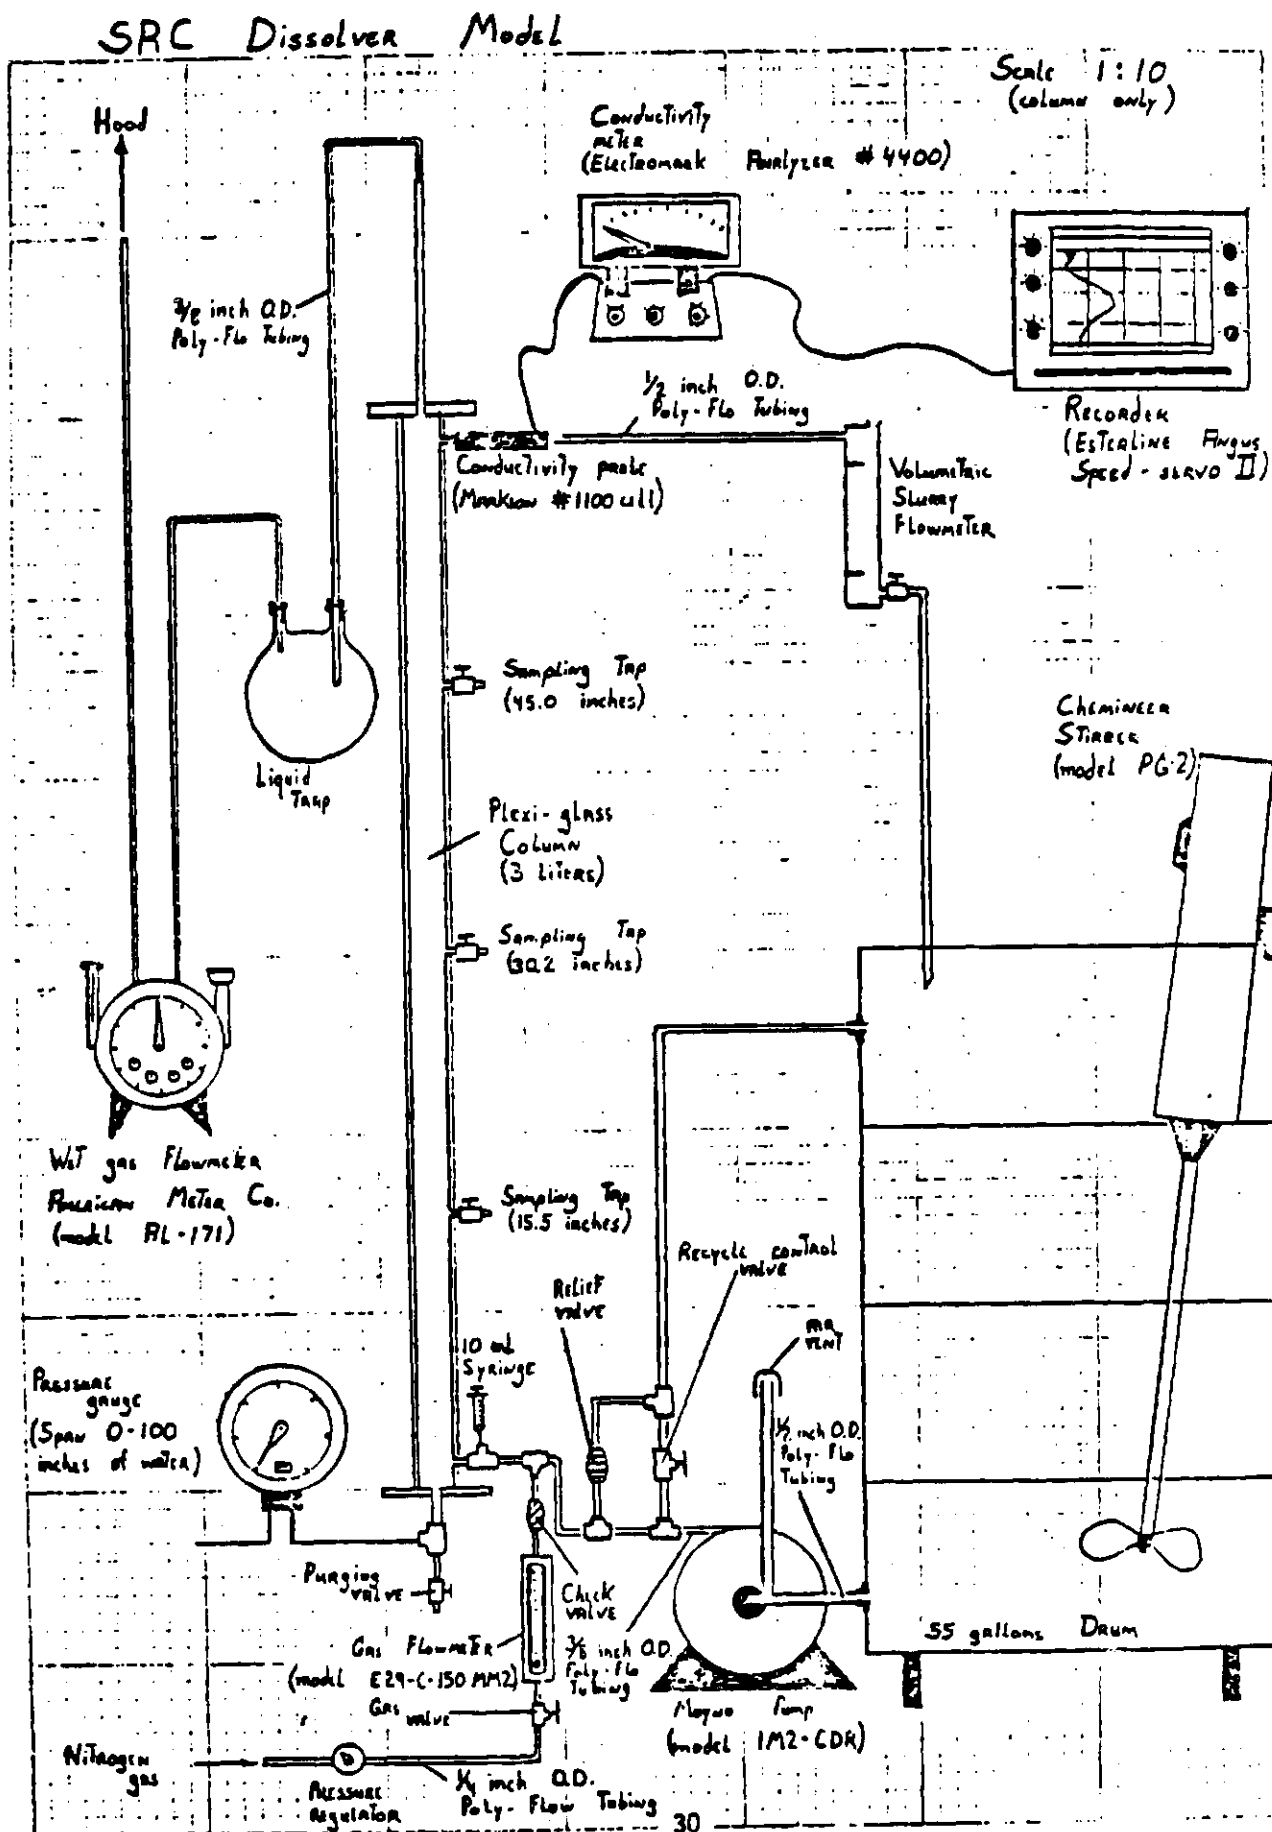 SRC Dissolver Model
Scale 1:10
(column only)
Hood
Conductivity
meter
(Electromark Analyzer #4400)
3/8 inch O.D.
Poly-Flo Tubing
1/2 inch O.D.
Poly-Flo Tubing
Recorder
(Esterline Angus
Speed-servo II)
Conductivity probe
(Markson #1100 cell)
Volumetric
Slurry
Flowmeter
Sampling Tap
(45.0 inches)
Chemineer
Stirrer
(model PG-2)
Liquid
Trap
Plexi-glass
Column
(3 liters)
Sampling Tap
(30.2 inches)
Wet gas Flowmeter
American Meter Co.
(model AL-171)
Sampling Tap
(15.5 inches)
Recycle control
valve
Relief
valve
Air
vent
10 ml
Syringe
Pressure
gauge
(Span 0-100
inches of water)
1/2 inch O.D.
Poly-Flo
Tubing
Purging
valve
Check
valve
55 gallons Drum
Gas Flowmeter
(model E29-C-150MM2)
3/8 inch O.D.
Poly-Flo
Tubing
Gas
valve
Moyno Pump
(model 1M2-CDR)
Nitrogen
gas
Pressure
regulator
1/4 inch O.D.
Poly-Flow Tubing
30